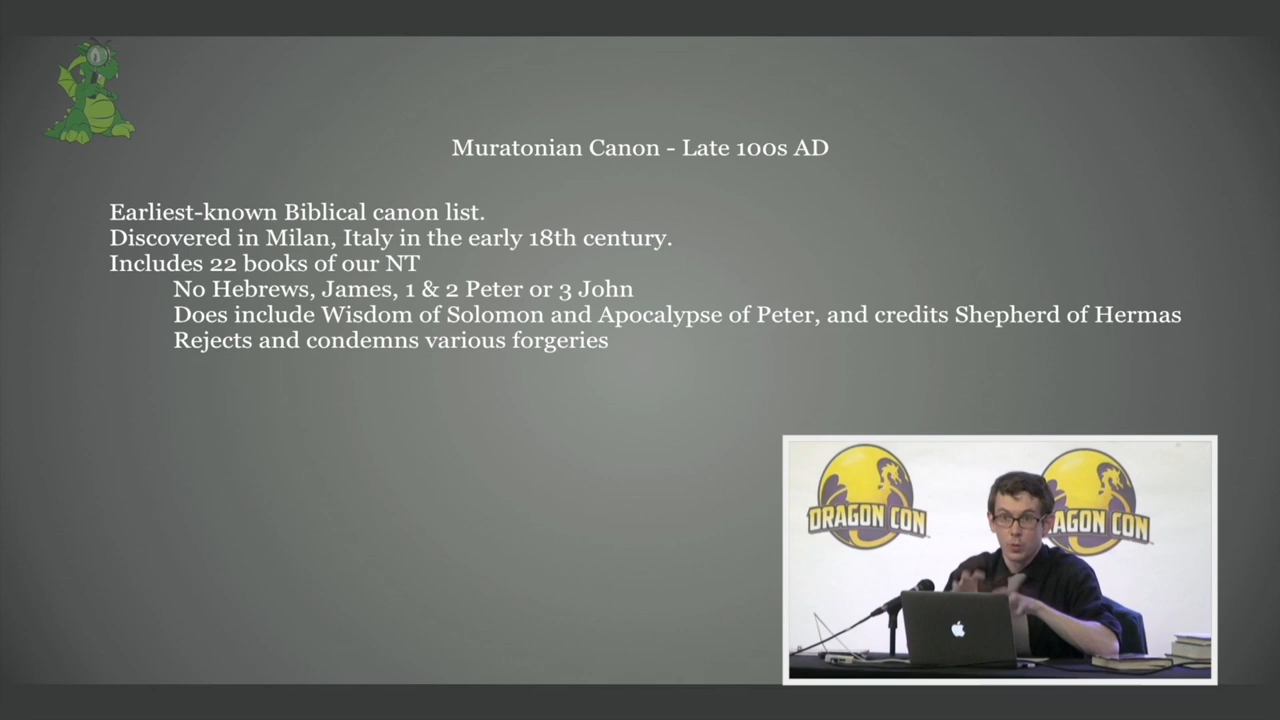 Muratonian Canon - Late 100s AD
Earliest-known Biblical canon list.
Discovered in Milan, Italy in the early 18th century.
Includes 22 books of our NT
No Hebrews, James, 1 & 2 Peter or 3 John
Does include Wisdom of Solomon and Apocalypse of Peter, and credits Shepherd of Hermas
Rejects and condemns various forgeries
DRAGON CON
AGON CON